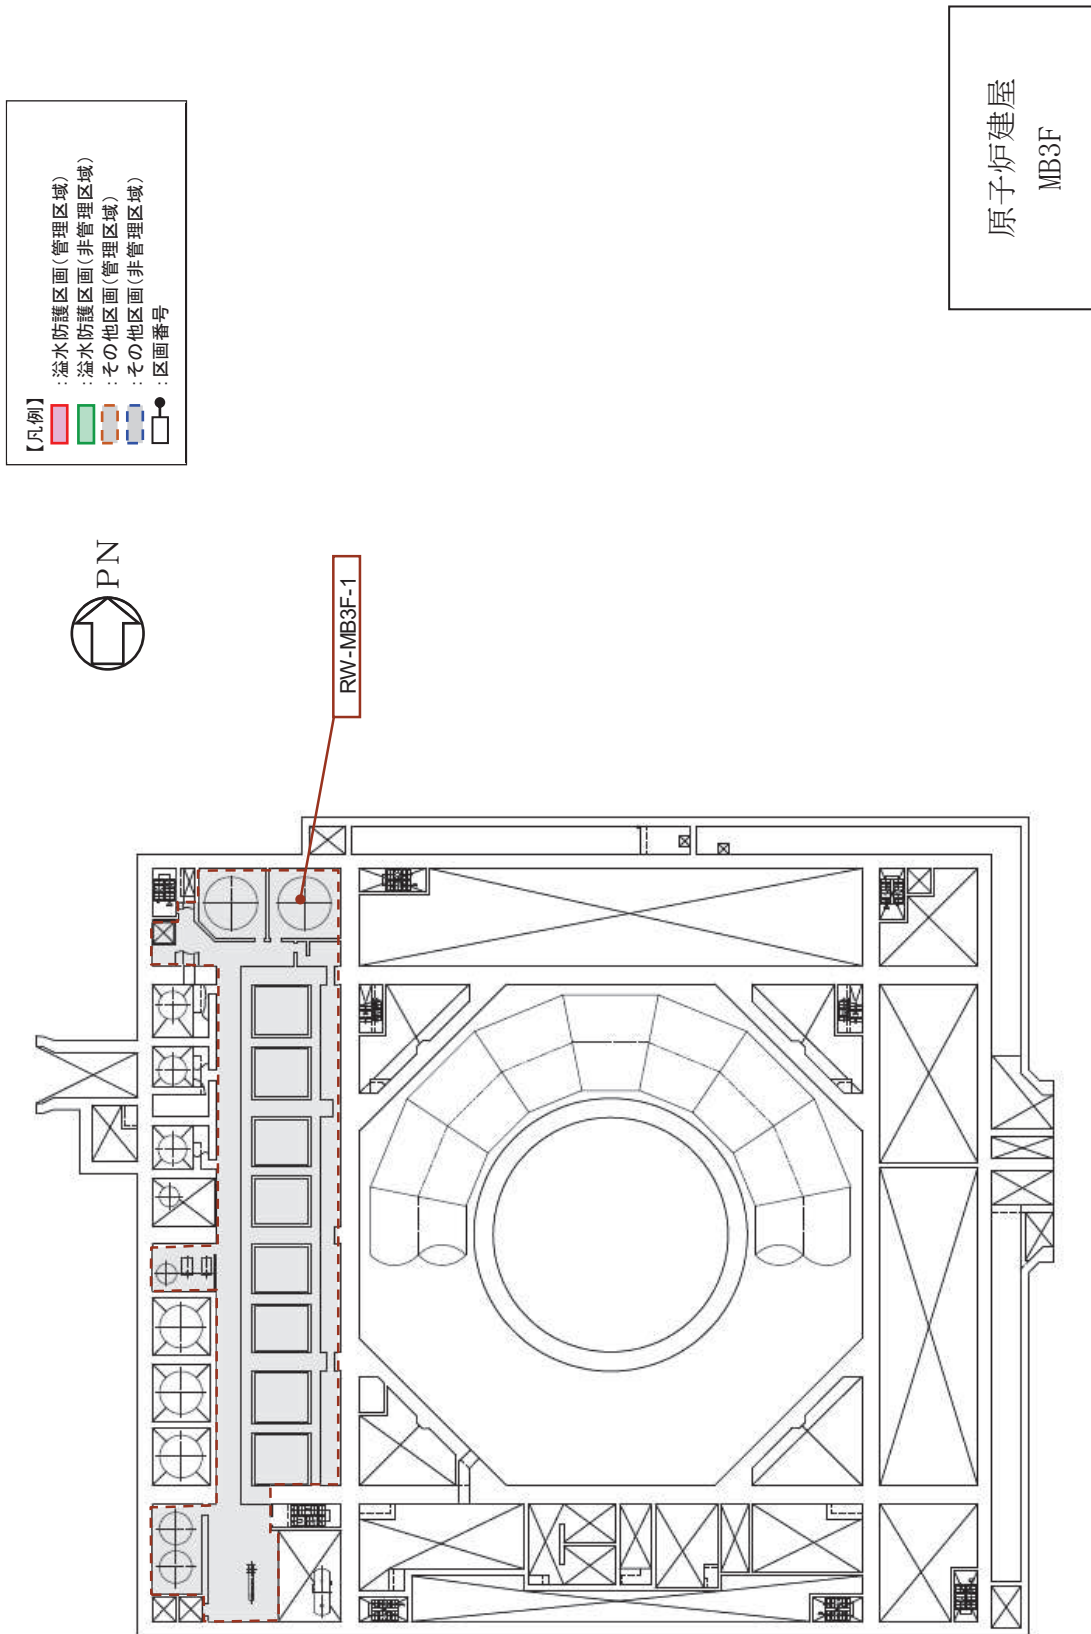 【凡例】
:溢水防護区画(管理区域)
:溢水防護区画(非管理区域)
:その他区画(管理区域)
:その他区画(非管理区域)
:区画番号
PN
RW-MB3F-1
原子炉建屋
MB3F